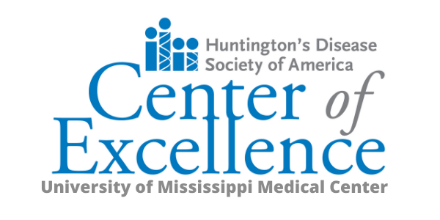 Huntington's Disease
Society of America
Center of
Excellence
University of Mississippi Medical Center